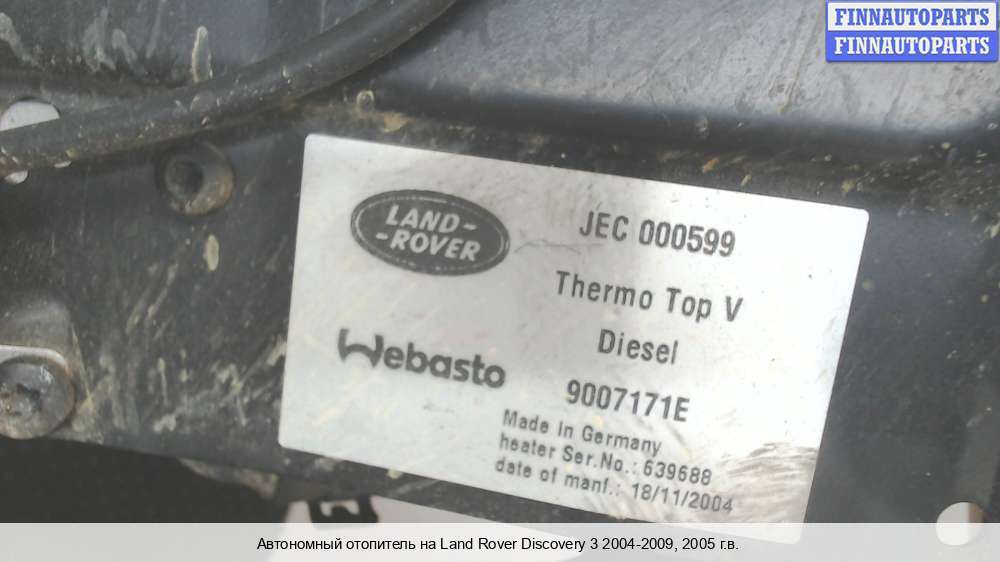 FINNAUTOPARTS
FINNAUTOPARTS
LAND-
-ROVER
JEC 000599
Thermo Top V
Diesel
Webasto
9007171E
Made in Germany
heater Ser.No.: 639688
date of manf.: 18/11/2004
Автономный отопитель на Land Rover Discovery 3 2004-2009, 2005 г.в.